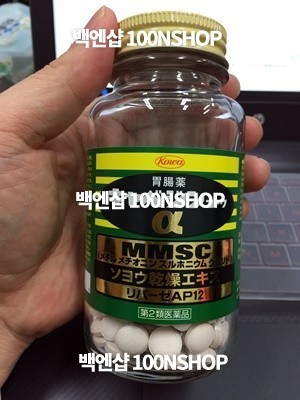 백엔샵 100NSHOP
Kowa
胃腸薬
백엔샵 100NSHOP
α
MMSC
ソヨウ乾燥エキス
リパーゼAP12
第2類医薬品
백엔샵 100NSHOP